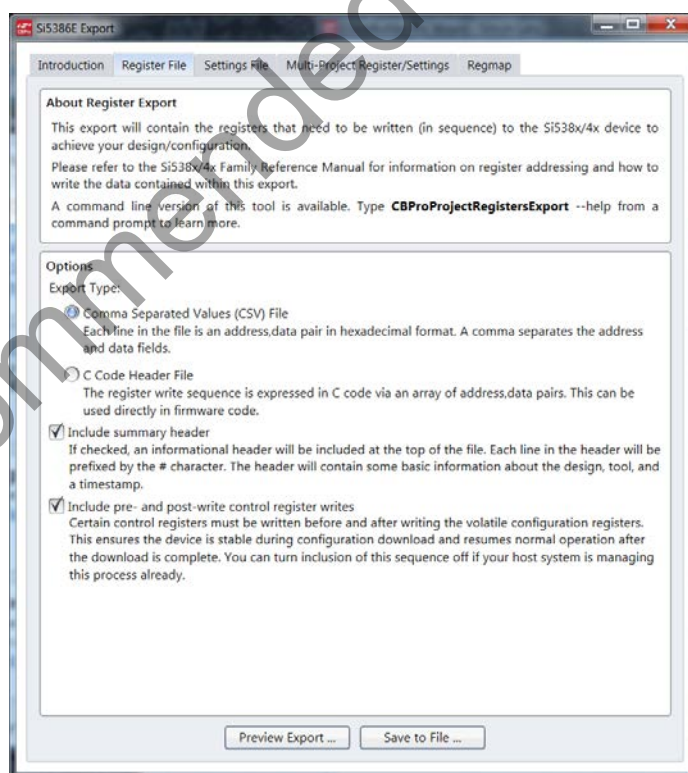 Si5386E Export
Introduction Register File Settings File Multi-Project Register/Settings Regmap
About Register Export
This export will contain the registers that need to be written (in sequence) to the Si538x/4x device to
achieve your design/configuration.
Please refer to the Si538x/4x Family Reference Manual for information on register addressing and how to
write the data contained within this export.
A command line version of this tool is available. Type CBProProjectRegistersExport --help from a
command prompt to learn more.
Options
Export Type:
Comma Separated Values (CSV) File
Each line in the file is an address,data pair in hexadecimal format. A comma separates the address
and data fields.
C Code Header File
The register write sequence is expressed in C code via an array of address,data pairs. This can be
used directly in firmware code.
Include summary header
If checked, an informational header will be included at the top of the file. Each line in the header will be
prefixed by the # character. The header will contain some basic information about the design, tool, and
a timestamp.
Include pre- and post-write control register writes
Certain control registers must be written before and after writing the volatile configuration registers.
This ensures the device is stable during configuration download and resumes normal operation after
the download is complete. You can turn inclusion of this sequence off if your host system is managing
this process already.
Preview Export ... Save to File ...
ommended